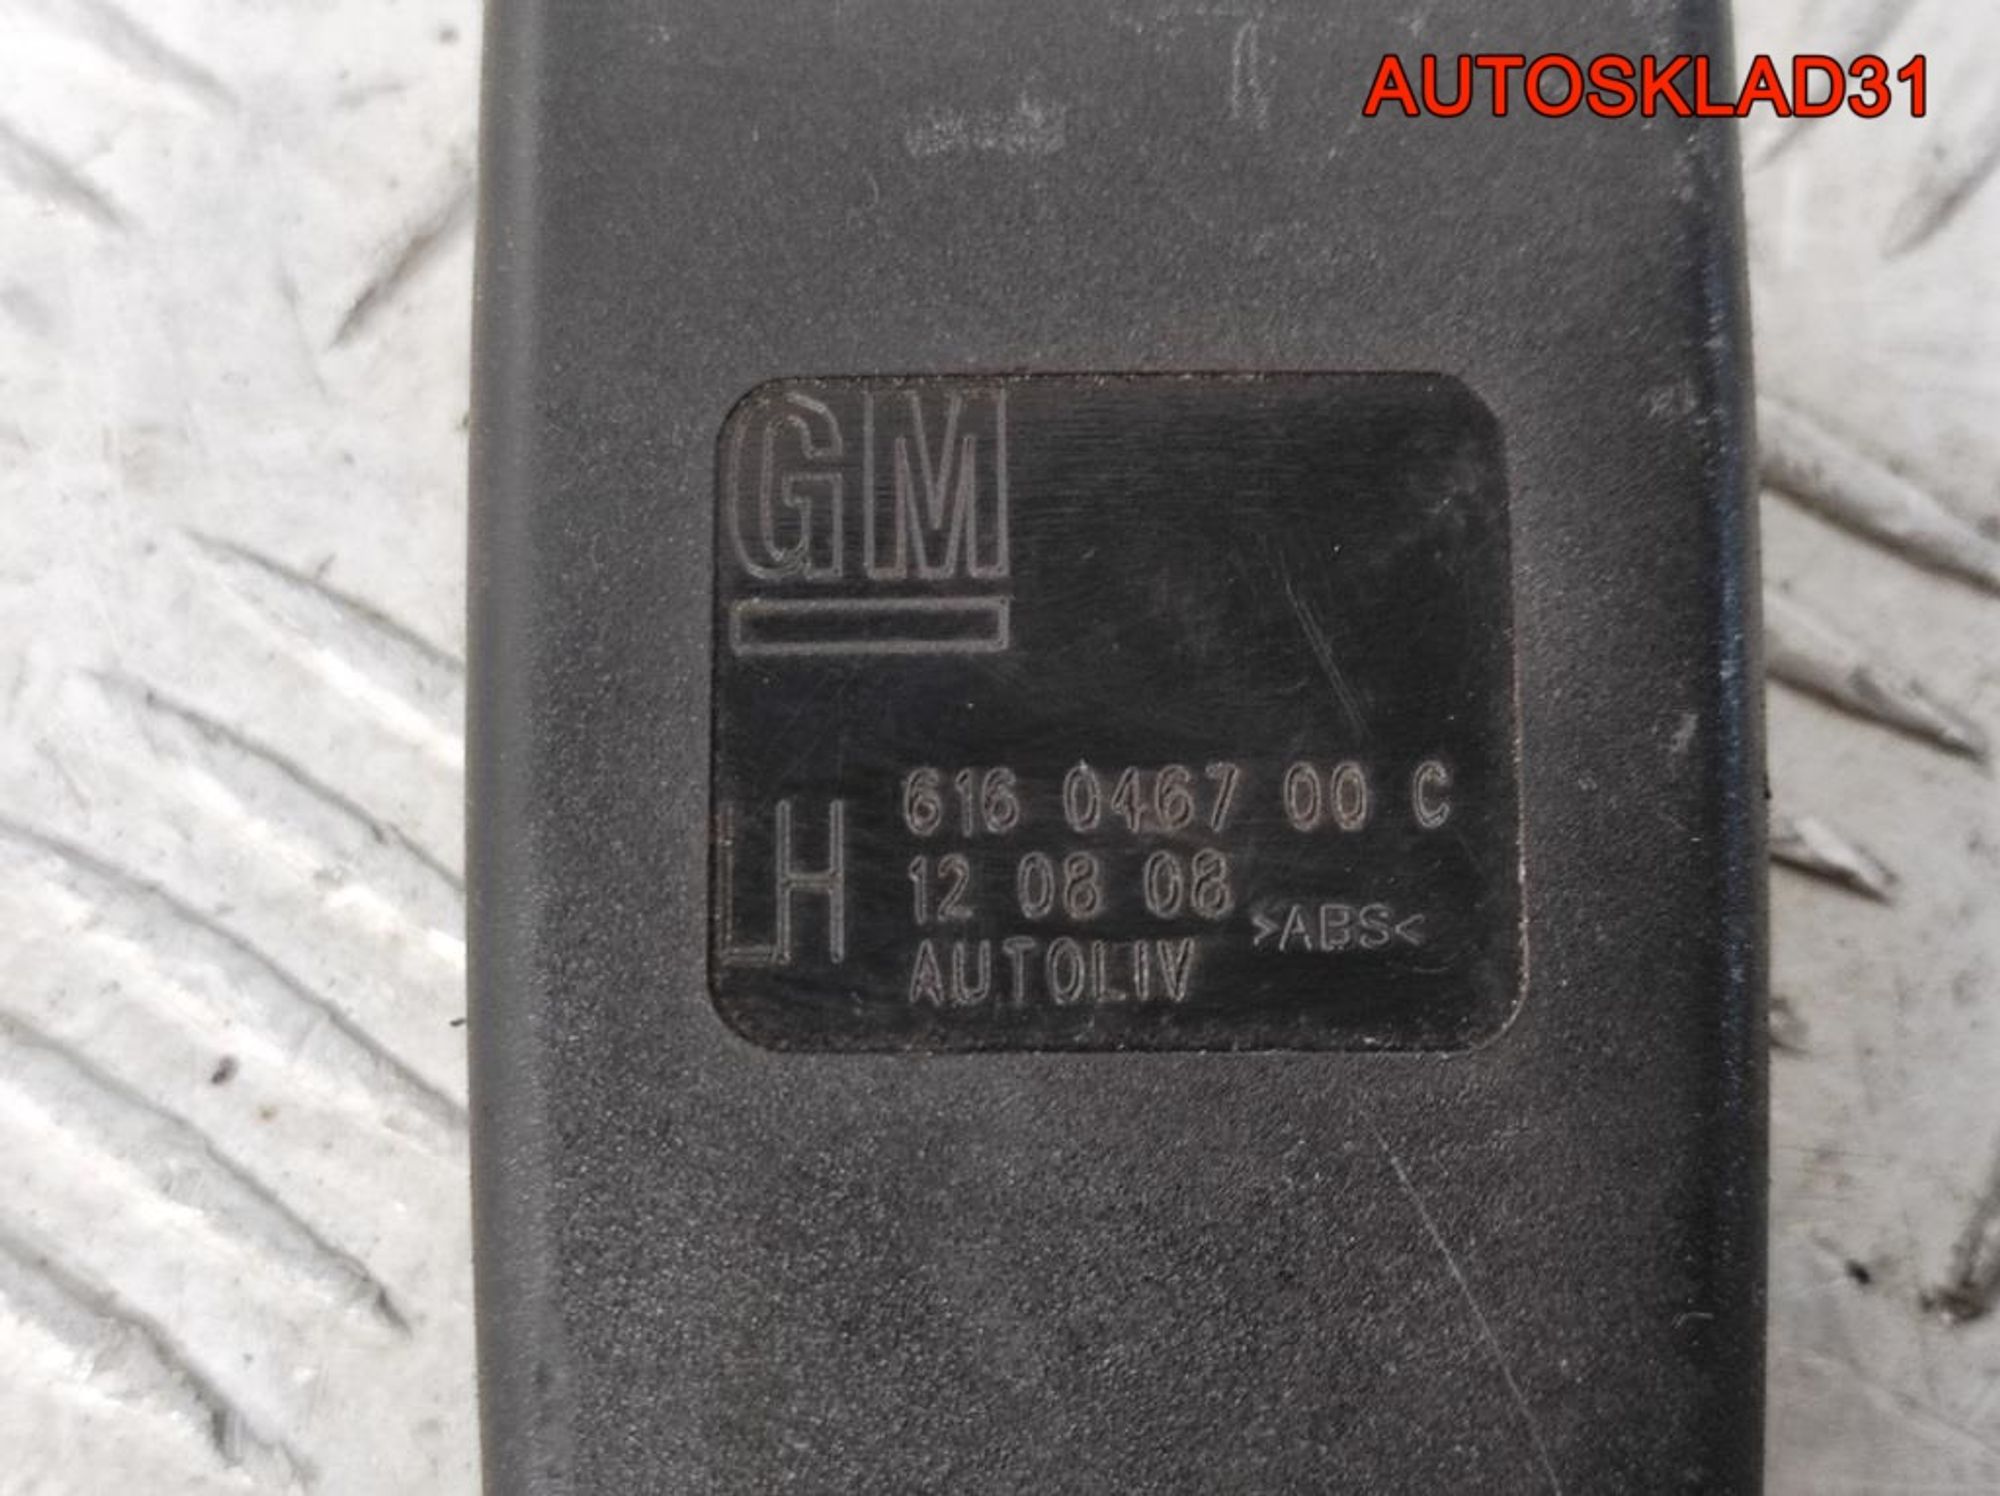 AUTOSKLAD31
GM
LH
616 0467 00 C
12 08 08
>ABS<
AUTOLIV